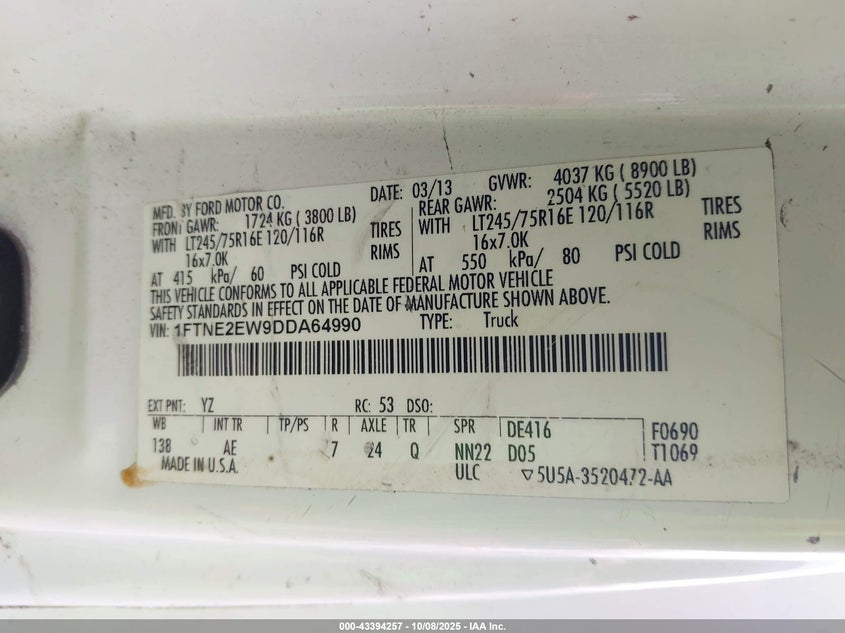 MFD. BY FORD MOTOR CO. DATE: 03/13 GVWR: 4037 KG ( 8900 LB)
FRONT GAWR: 1724 KG ( 3800 LB) REAR GAWR: 2504 KG ( 5520 LB)
WITH LT245/75R16E 120/116R TIRES WITH LT245/75R16E 120/116R TIRES
16x7.0K RIMS 16x7.0K RIMS
AT 415 kPa/ 60 PSI COLD AT 550 kPa/ 80 PSI COLD
THIS VEHICLE CONFORMS TO ALL APPLICABLE FEDERAL MOTOR VEHICLE
SAFETY STANDARDS IN EFFECT ON THE DATE OF MANUFACTURE SHOWN ABOVE.
VIN: 1FTNE2EW9DDA64990 TYPE: Truck
EXT PNT: YZ RC: 53 DSO:
WB INT TR TP/PS R AXLE TR SPR DE416 F0690
138 AE 7 24 Q NN22 D05 T1069
MADE IN U.S.A. ULC ▽5U5A-3520472-AA
000-43394257 - 10/08/2025 - IAA Inc.